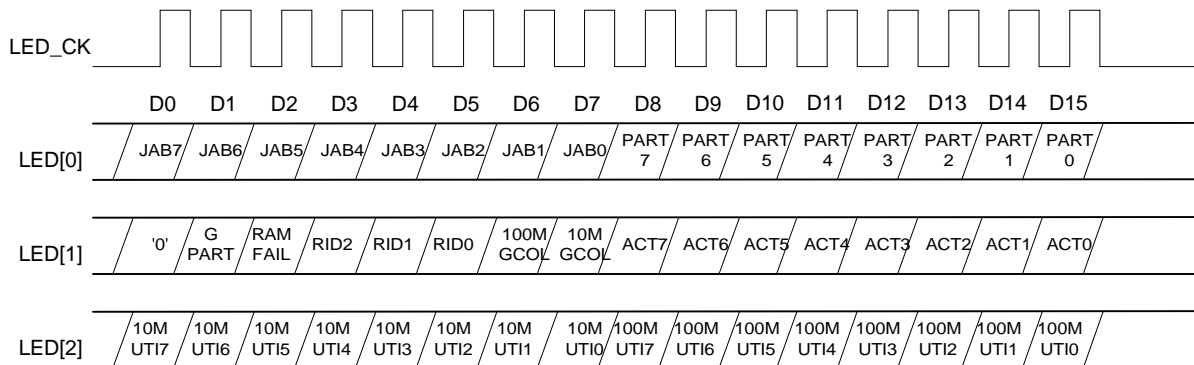 LED_CK
D0 D1 D2 D3 D4 D5 D6 D7 D8 D9 D10 D11 D12 D13 D14 D15
LED[0] JAB7 JAB6 JAB5 JAB4 JAB3 JAB2 JAB1 JAB0 PART 7 PART 6 PART 5 PART 4 PART 3 PART 2 PART 1 PART 0
LED[1] '0' G PART RAM FAIL RID2 RID1 RID0 100M GCOL 10M GCOL ACT7 ACT6 ACT5 ACT4 ACT3 ACT2 ACT1 ACT0
LED[2] 10M UTI7 10M UTI6 10M UTI5 10M UTI4 10M UTI3 10M UTI2 10M UTI1 10M UTI0 100M UTI7 100M UTI6 100M UTI5 100M UTI4 100M UTI3 100M UTI2 100M UTI1 100M UTI0